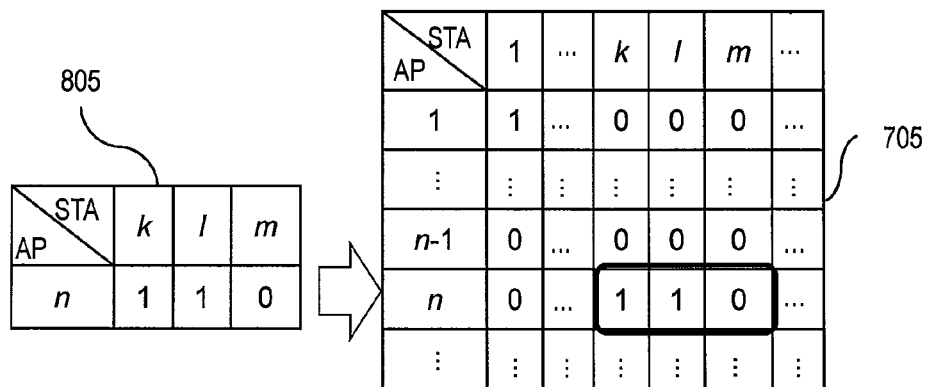 805
STA
AP
k l m
n 1 1 0
STA
AP
1 ... k l m ...
1 1 ... 0 0 0 ...
⋮ ⋮ ⋮ ⋮ ⋮ ⋮ ⋮
n-1 0 ... 0 0 0 ...
n 0 ... 1 1 0 ...
⋮ ⋮ ⋮ ⋮ ⋮ ⋮ ⋮
705